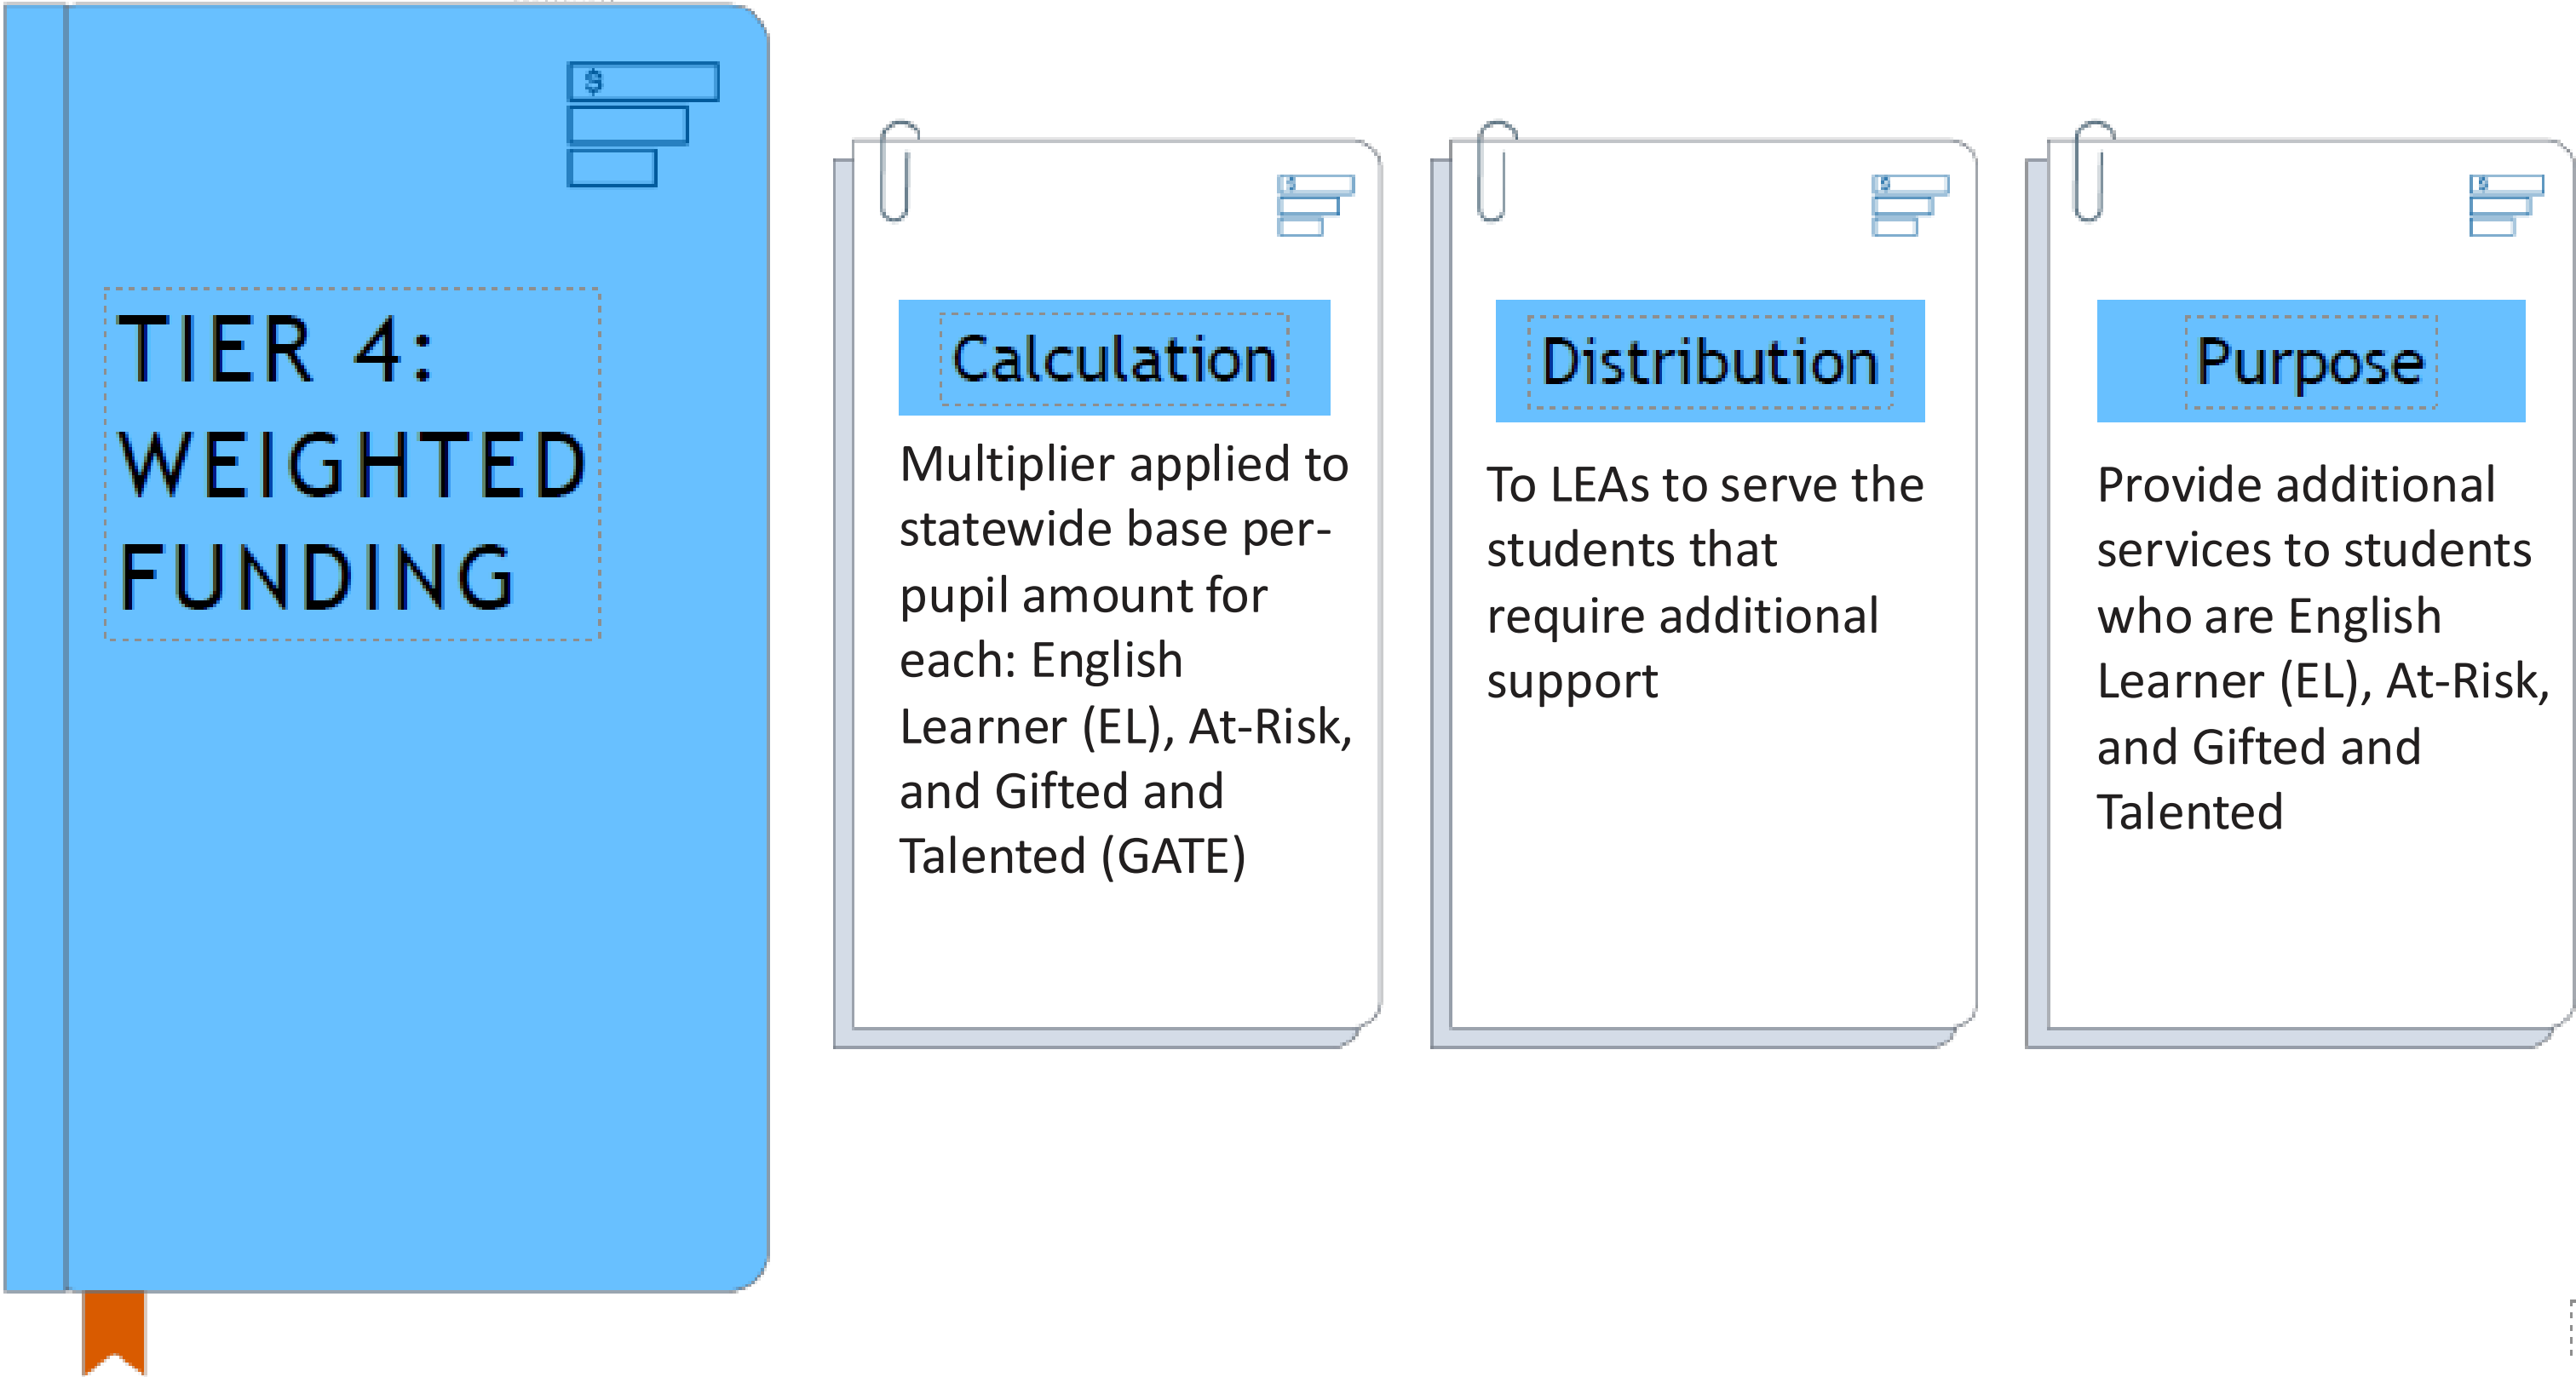 TIER 4:
WEIGHTED
FUNDING
$
$
Calculation
Multiplier applied to
statewide base per-
pupil amount for
each: English
Learner (EL), At-Risk,
and Gifted and
Talented (GATE)
$
Distribution
To LEAs to serve the
students that
require additional
support
$
Purpose
Provide additional
services to students
who are English
Learner (EL), At-Risk,
and Gifted and
Talented